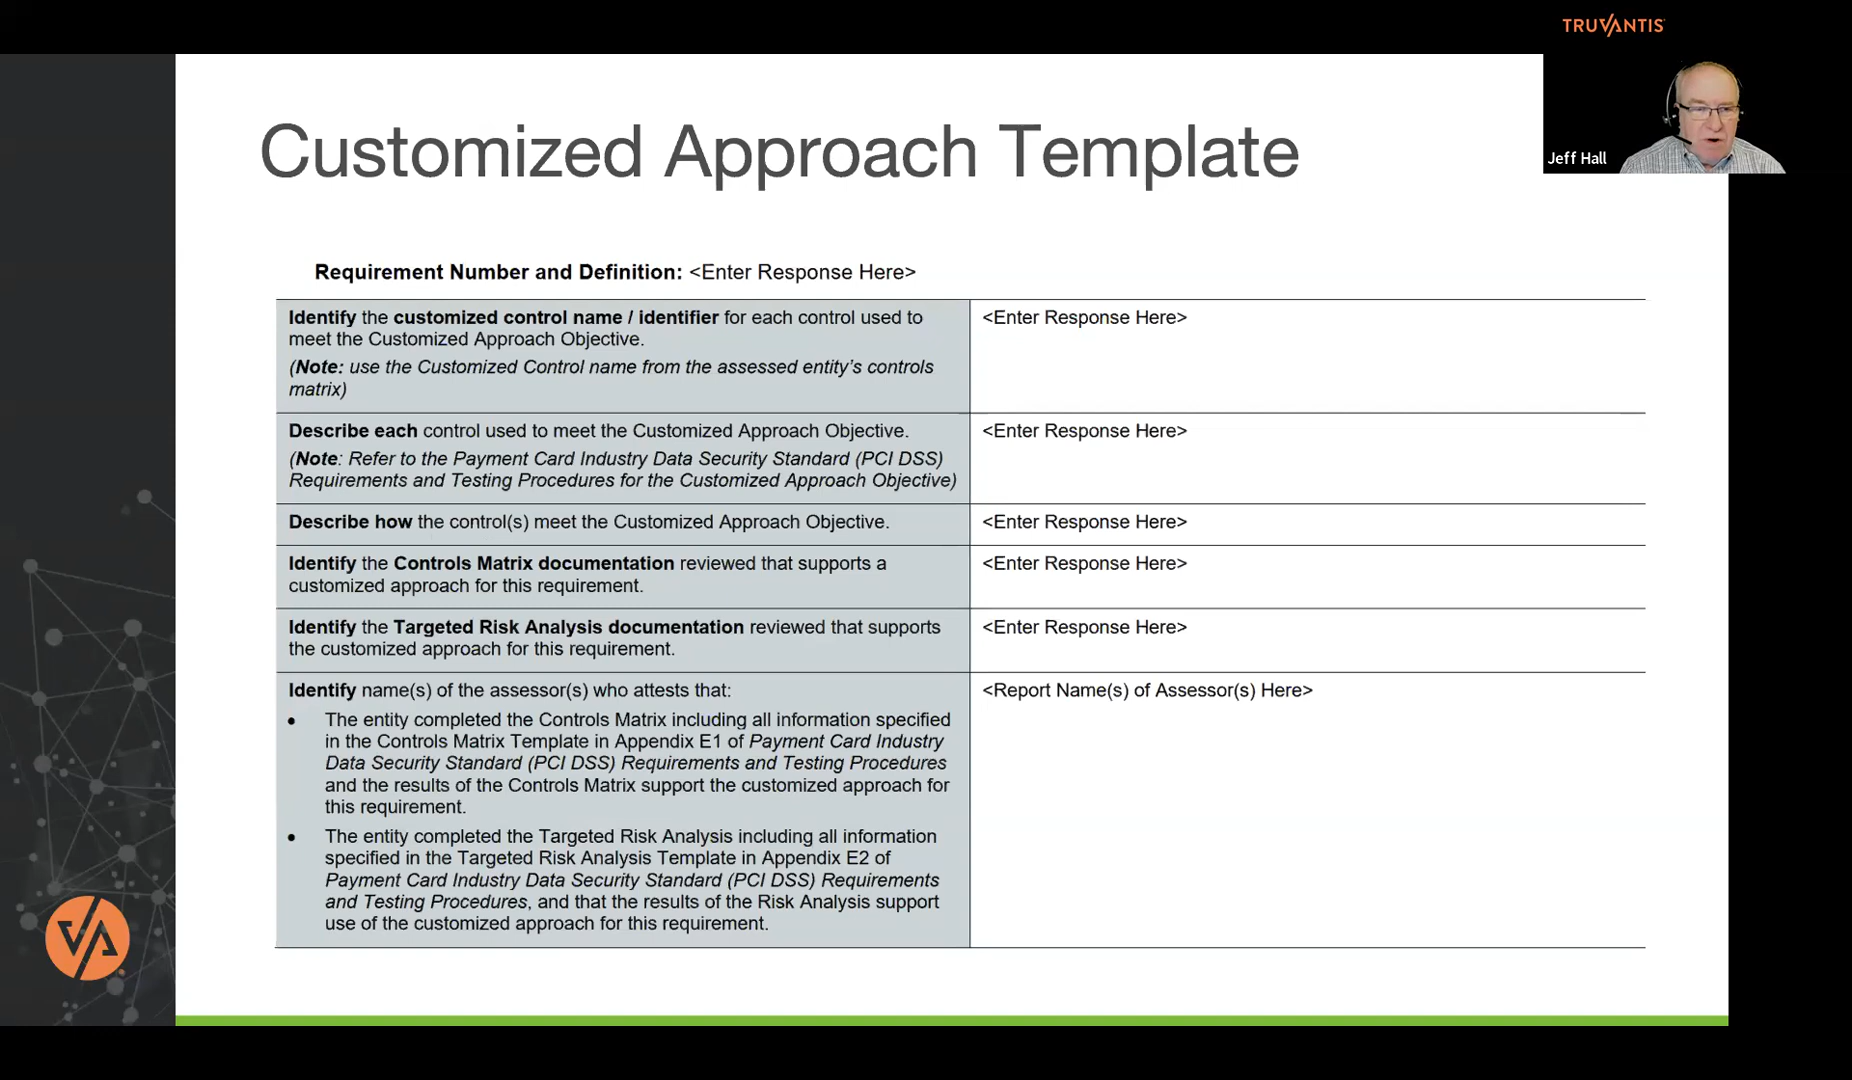 TRUVANTIS
Jeff Hall
Customized Approach Template
Requirement Number and Definition: <Enter Response Here>
Identify the customized control name / identifier for each control used to
meet the Customized Approach Objective.
(Note: use the Customized Control name from the assessed entity's controls
matrix)
<Enter Response Here>
Describe each control used to meet the Customized Approach Objective.
(Note: Refer to the Payment Card Industry Data Security Standard (PCI DSS)
Requirements and Testing Procedures for the Customized Approach Objective)
<Enter Response Here>
Describe how the control(s) meet the Customized Approach Objective.
<Enter Response Here>
Identify the Controls Matrix documentation reviewed that supports a
customized approach for this requirement.
<Enter Response Here>
Identify the Targeted Risk Analysis documentation reviewed that supports
the customized approach for this requirement.
<Enter Response Here>
Identify name(s) of the assessor(s) who attests that:
• The entity completed the Controls Matrix including all information specified
in the Controls Matrix Template in Appendix E1 of Payment Card Industry
Data Security Standard (PCI DSS) Requirements and Testing Procedures
and the results of the Controls Matrix support the customized approach for
this requirement.
• The entity completed the Targeted Risk Analysis including all information
specified in the Targeted Risk Analysis Template in Appendix E2 of
Payment Card Industry Data Security Standard (PCI DSS) Requirements
and Testing Procedures, and that the results of the Risk Analysis support
use of the customized approach for this requirement.
<Report Name(s) of Assessor(s) Here>